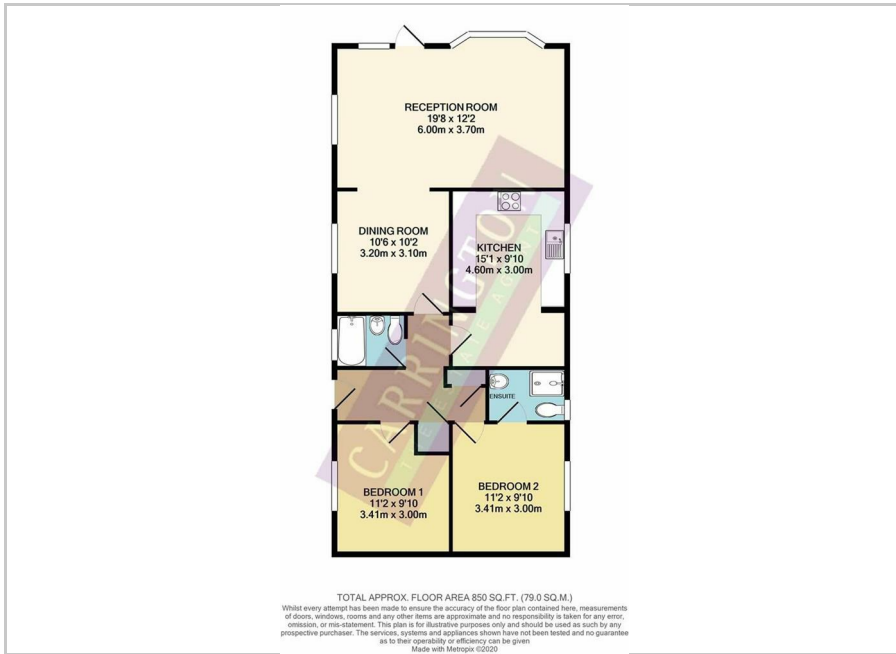 RECEPTION ROOM
19'8 x 12'2
6.00m x 3.70m
DINING ROOM
10'6 x 10'2
3.20m x 3.10m
KITCHEN
15'1 x 9'10
4.60m x 3.00m
ENSUITE
BEDROOM 1
11'2 x 9'10
3.41m x 3.00m
BEDROOM 2
11'2 x 9'10
3.41m x 3.00m
CARRINGTON
THE ESTATE AGENT
TOTAL APPROX. FLOOR AREA 850 SQ.FT. (79.0 SQ.M.)
Whilst every attempt has been made to ensure the accuracy of the floor plan contained here, measurements
of doors, windows, rooms and any other items are approximate and no responsibility is taken for any error,
omission, or mis-statement. This plan is for illustrative purposes only and should be used as such by any
prospective purchaser. The services, systems and appliances shown have not been tested and no guarantee
as to their operability or efficiency can be given
Made with Metropix ©2020